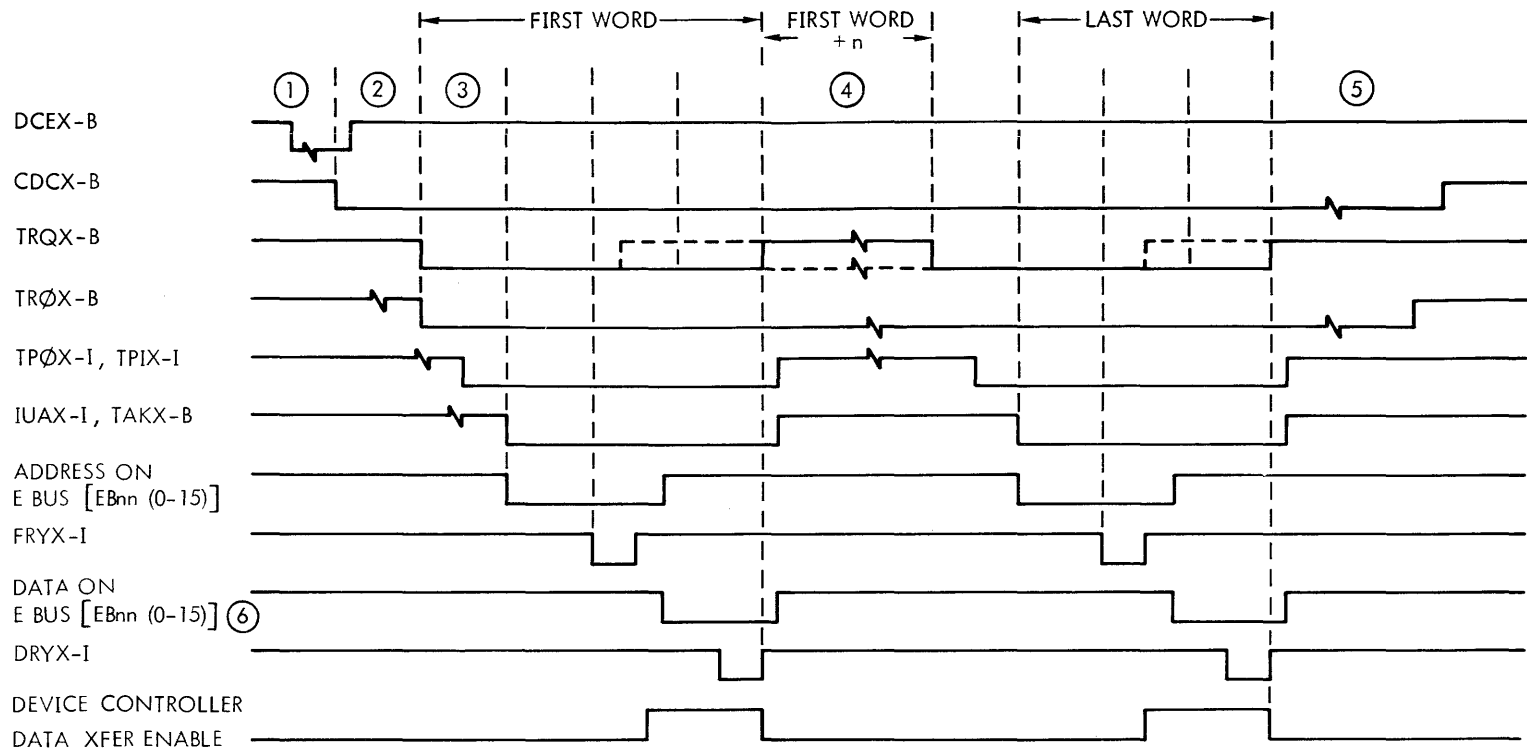 FIRST WORD
FIRST WORD
+ n
LAST WORD
1
2
3
4
5
DCEX-B
CDCX-B
TRQX-B
TRØX-B
TPØX-I, TPIX-I
IUAX-I, TAKX-B
ADDRESS ON
E BUS [EBnn (0-15)]
FRYX-I
DATA ON
E BUS [EBnn (0-15)] 6
DRYX-I
DEVICE CONTROLLER
DATA XFER ENABLE